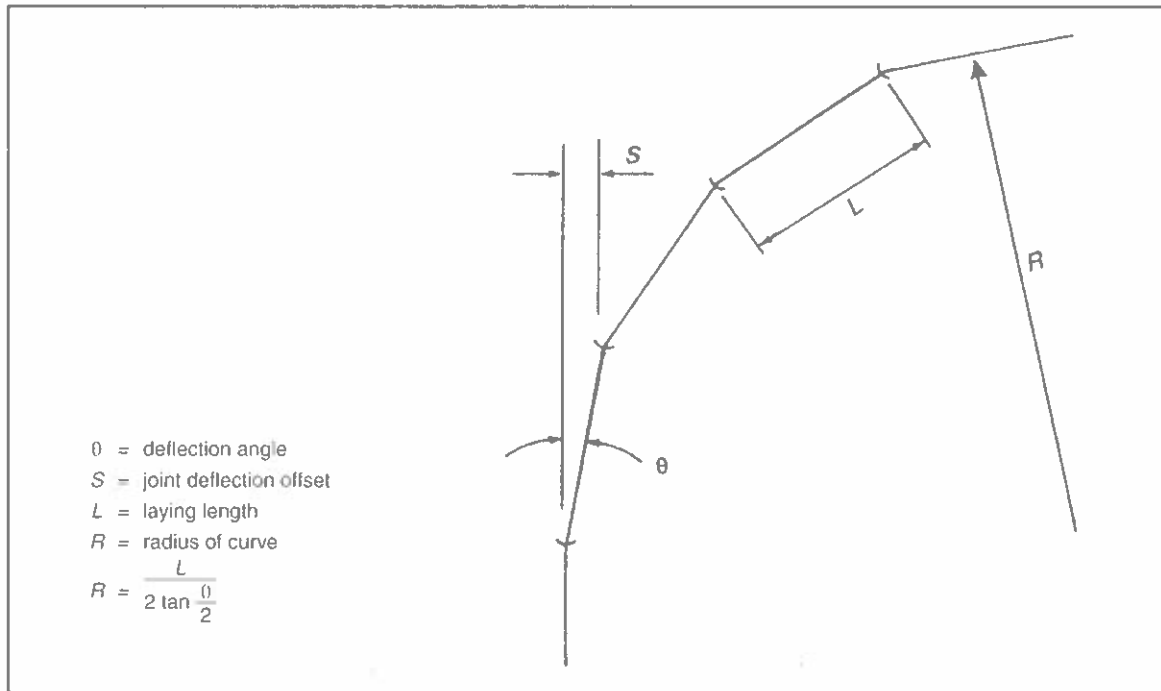 S
L
R
θ
θ = deflection angle
S = joint deflection offset
L = laying length
R = radius of curve
R = L / 2 tan θ/2